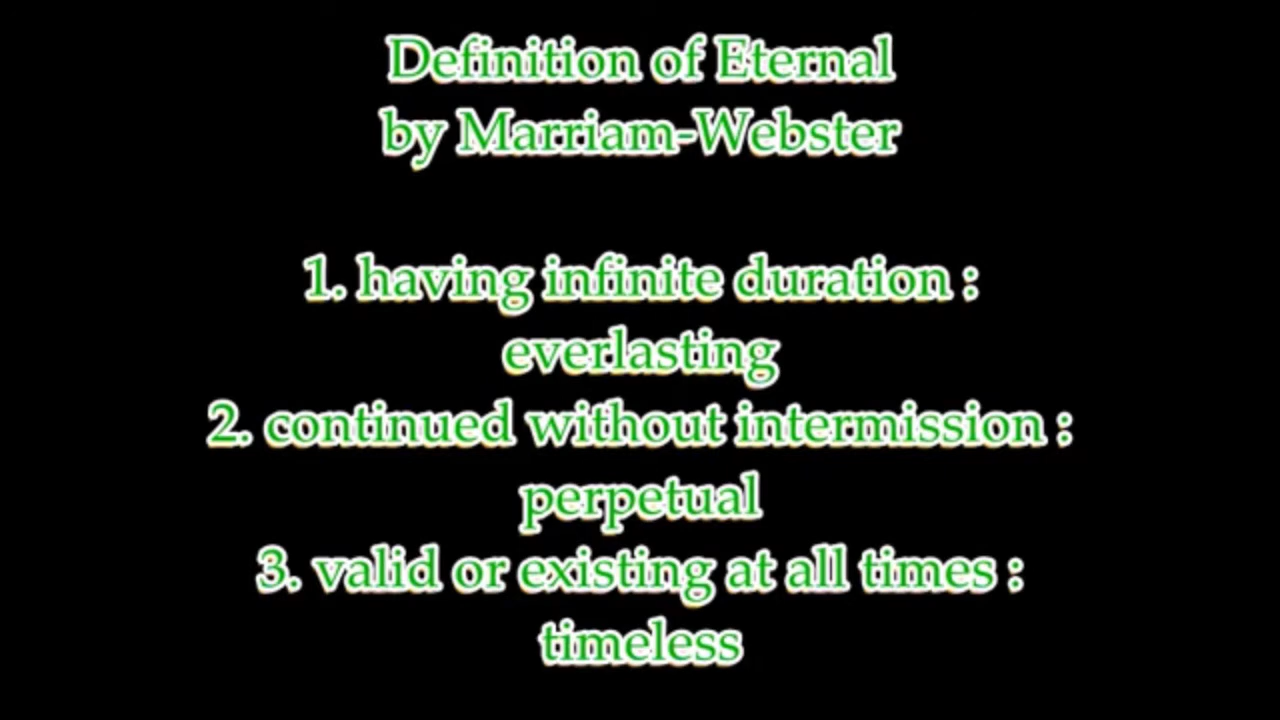 Definition of Eternal
by Marriam-Webster
1. having infinite duration :
everlasting
2. continued without intermission :
perpetual
3. valid or existing at all times :
timeless